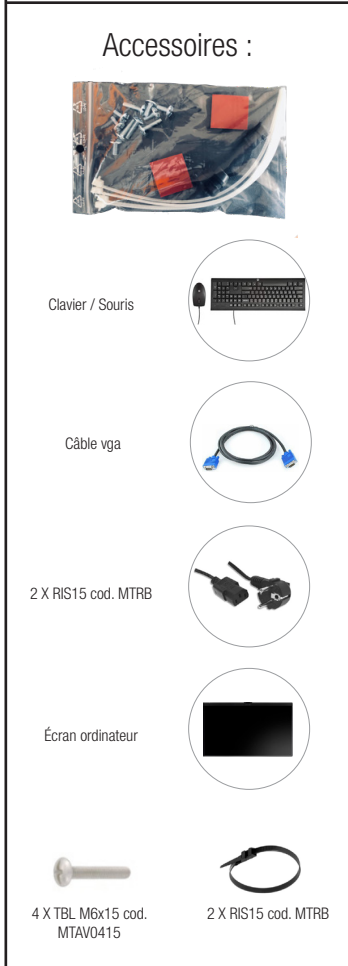 Accessoires :
Clavier / Souris
Câble vga
2 X RIS15 cod. MTRB
Écran ordinateur
4 X TBL M6x15 cod.
MTAV0415
2 X RIS15 cod. MTRB